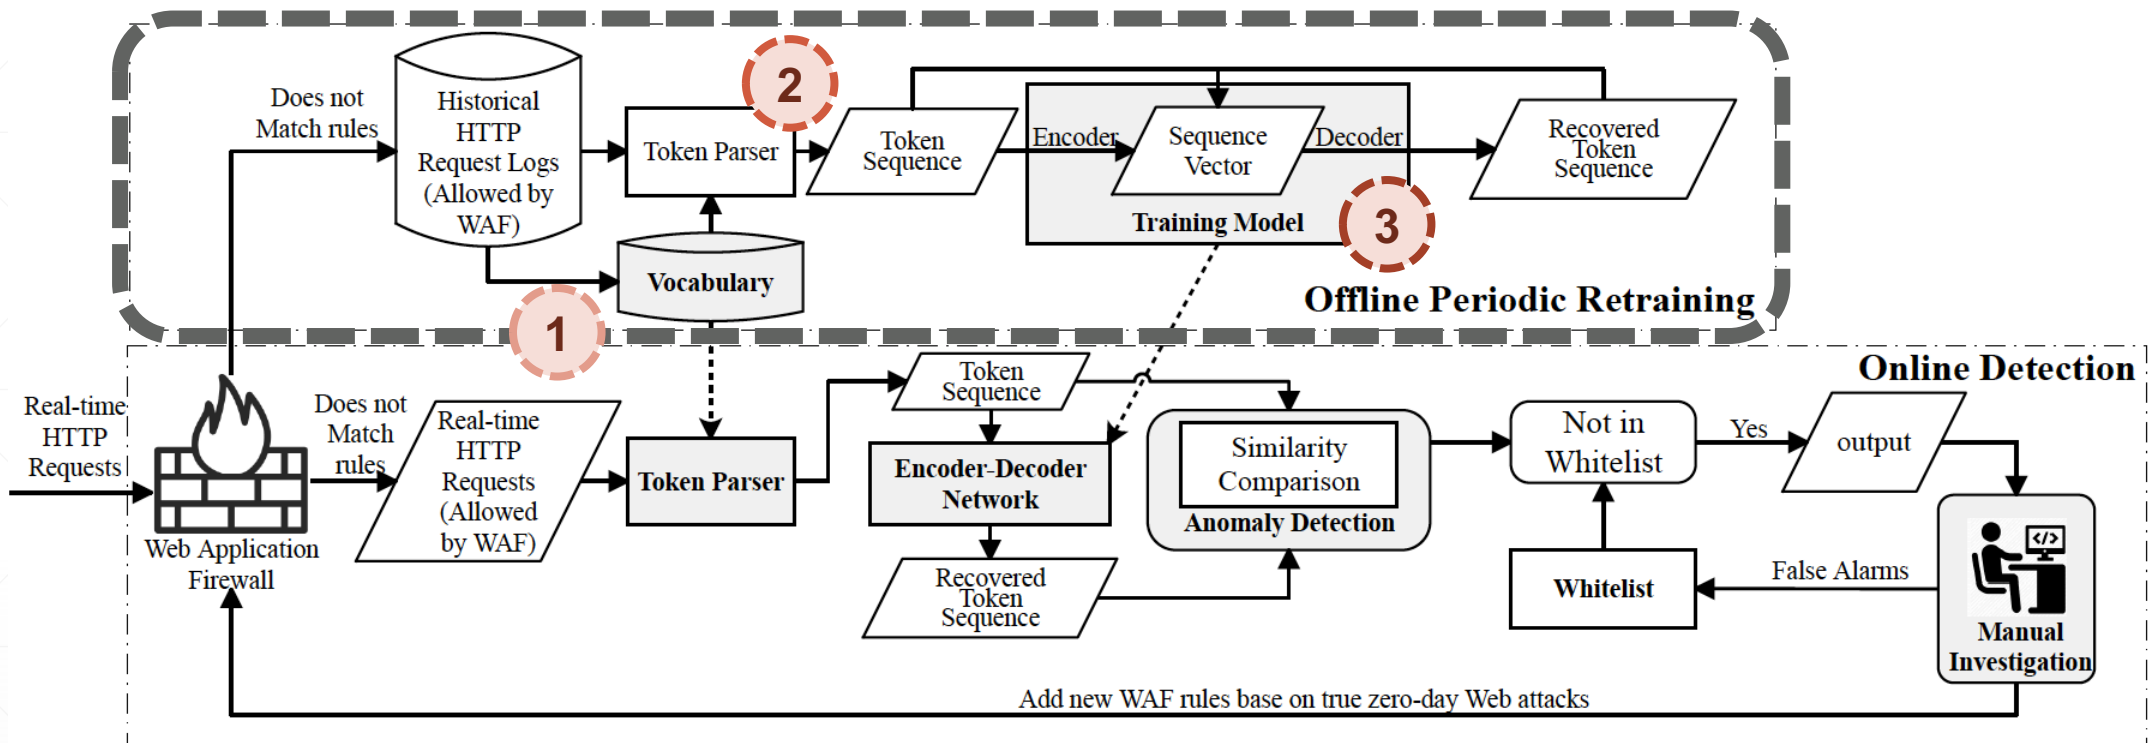 Does not
Match rules
Historical
HTTP
Request Logs
(Allowed by
WAF)
Token Parser
2
Token
Sequence
Encoder
Sequence
Vector
Decoder
Recovered
Token
Sequence
Training Model
3
Vocabulary
1
Offline Periodic Retraining
Online Detection
Real-time
HTTP
Requests
Web Application
Firewall
Does not
Match
rules
Real-time
HTTP
Requests
(Allowed
by WAF)
Token Parser
Token
Sequence
Encoder-Decoder
Network
Recovered
Token
Sequence
Similarity
Comparison
Anomaly Detection
Not in
Whitelist
Yes
output
Whitelist
False Alarms
</>
Manual
Investigation
Add new WAF rules base on true zero-day Web attacks